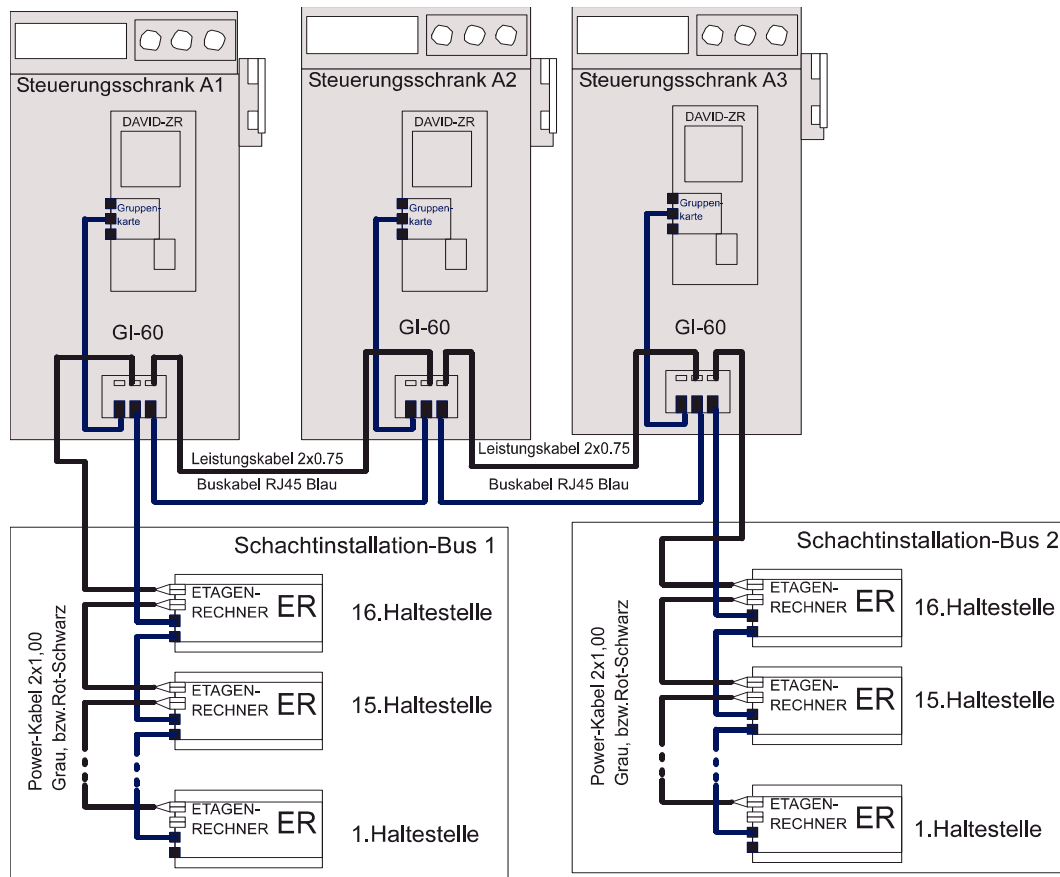 Steuerungsschrank A1
Steuerungsschrank A2
Steuerungsschrank A3
DAVID-ZR
DAVID-ZR
DAVID-ZR
Gruppen-
karte
Gruppen-
karte
Gruppen-
karte
GI-60
GI-60
GI-60
Leistungskabel 2x0.75
Leistungskabel 2x0.75
Buskabel RJ45 Blau
Buskabel RJ45 Blau
Schachtinstallation-Bus 1
Power-Kabel 2x1,00
Grau, bzw.Rot-Schwarz
ETAGEN-
RECHNER ER
16.Haltestelle
ETAGEN-
RECHNER ER
15.Haltestelle
ETAGEN-
RECHNER ER
1.Haltestelle
Schachtinstallation-Bus 2
Power-Kabel 2x1,00
Grau, bzw.Rot-Schwarz
ETAGEN-
RECHNER ER
16.Haltestelle
ETAGEN-
RECHNER ER
15.Haltestelle
ETAGEN-
RECHNER ER
1.Haltestelle